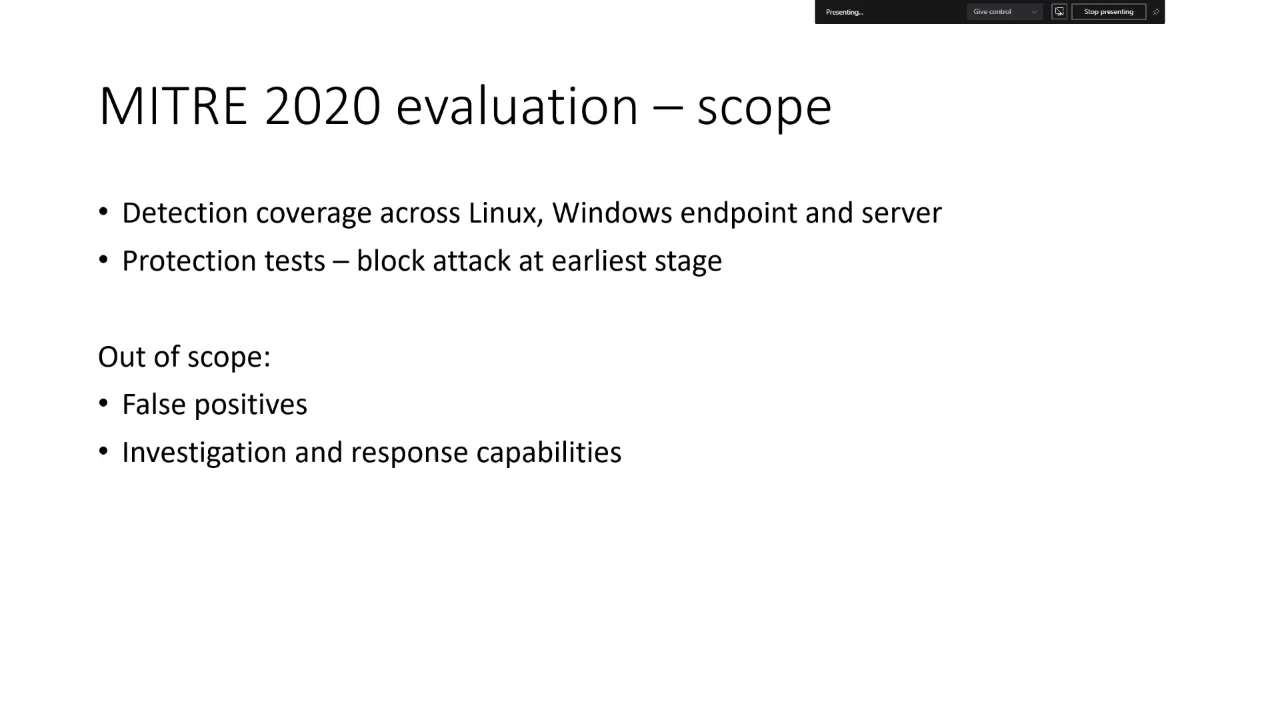 Presenting...
Give control
Stop presenting
MITRE 2020 evaluation – scope
• Detection coverage across Linux, Windows endpoint and server
• Protection tests – block attack at earliest stage
Out of scope:
• False positives
• Investigation and response capabilities